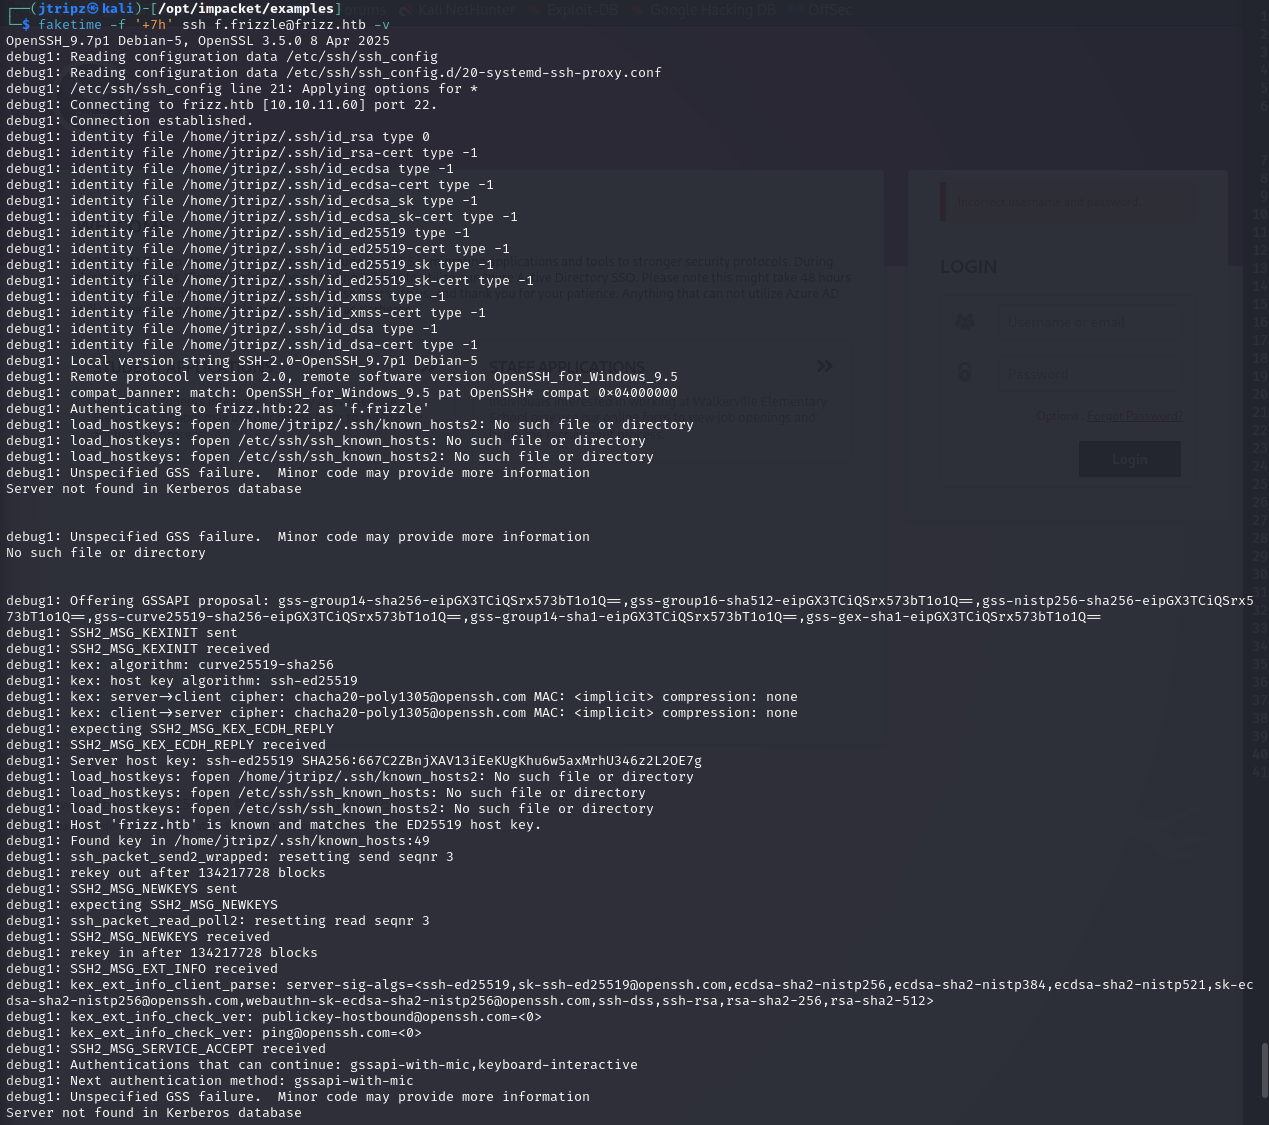 ┌──(jtripz㉿kali)-[/opt/impacket/examples]
└─$ faketime -f '+7h' ssh f.frizzle@frizz.htb -v
OpenSSH_9.7p1 Debian-5, OpenSSL 3.5.0 8 Apr 2025
debug1: Reading configuration data /etc/ssh/ssh_config
debug1: Reading configuration data /etc/ssh/ssh_config.d/20-systemd-ssh-proxy.conf
debug1: /etc/ssh/ssh_config line 21: Applying options for *
debug1: Connecting to frizz.htb [10.10.11.60] port 22.
debug1: Connection established.
debug1: identity file /home/jtripz/.ssh/id_rsa type 0
debug1: identity file /home/jtripz/.ssh/id_rsa-cert type -1
debug1: identity file /home/jtripz/.ssh/id_ecdsa type -1
debug1: identity file /home/jtripz/.ssh/id_ecdsa-cert type -1
debug1: identity file /home/jtripz/.ssh/id_ecdsa_sk type -1
debug1: identity file /home/jtripz/.ssh/id_ecdsa_sk-cert type -1
debug1: identity file /home/jtripz/.ssh/id_ed25519 type -1
debug1: identity file /home/jtripz/.ssh/id_ed25519-cert type -1
debug1: identity file /home/jtripz/.ssh/id_ed25519_sk type -1
debug1: identity file /home/jtripz/.ssh/id_ed25519_sk-cert type -1
debug1: identity file /home/jtripz/.ssh/id_xmss type -1
debug1: identity file /home/jtripz/.ssh/id_xmss-cert type -1
debug1: identity file /home/jtripz/.ssh/id_dsa type -1
debug1: identity file /home/jtripz/.ssh/id_dsa-cert type -1
debug1: Local version string SSH-2.0-OpenSSH_9.7p1 Debian-5
debug1: Remote protocol version 2.0, remote software version OpenSSH_for_Windows_9.5
debug1: compat_banner: match: OpenSSH_for_Windows_9.5 pat OpenSSH* compat 0x04000000
debug1: Authenticating to frizz.htb:22 as 'f.frizzle'
debug1: load_hostkeys: fopen /home/jtripz/.ssh/known_hosts2: No such file or directory
debug1: load_hostkeys: fopen /etc/ssh/ssh_known_hosts: No such file or directory
debug1: load_hostkeys: fopen /etc/ssh/ssh_known_hosts2: No such file or directory
debug1: Unspecified GSS failure.  Minor code may provide more information
Server not found in Kerberos database
debug1: Unspecified GSS failure.  Minor code may provide more information
No such file or directory
debug1: Offering GSSAPI proposal: gss-group14-sha256-eipGX3TCiQSrx573bT1o1Q==,gss-group16-sha512-eipGX3TCiQSrx573bT1o1Q==,gss-nistp256-sha256-eipGX3TCiQSrx5
73bT1o1Q==,gss-curve25519-sha256-eipGX3TCiQSrx573bT1o1Q==,gss-group14-sha1-eipGX3TCiQSrx573bT1o1Q==,gss-gex-sha1-eipGX3TCiQSrx573bT1o1Q==
debug1: SSH2_MSG_KEXINIT sent
debug1: SSH2_MSG_KEXINIT received
debug1: kex: algorithm: curve25519-sha256
debug1: kex: host key algorithm: ssh-ed25519
debug1: kex: server->client cipher: chacha20-poly1305@openssh.com MAC: <implicit> compression: none
debug1: kex: client->server cipher: chacha20-poly1305@openssh.com MAC: <implicit> compression: none
debug1: expecting SSH2_MSG_KEX_ECDH_REPLY
debug1: SSH2_MSG_KEX_ECDH_REPLY received
debug1: Server host key: ssh-ed25519 SHA256:667C2ZBnjXAV13iEeKUgKhu6w5axMrhU346z2L2OE7g
debug1: load_hostkeys: fopen /home/jtripz/.ssh/known_hosts2: No such file or directory
debug1: load_hostkeys: fopen /etc/ssh/ssh_known_hosts: No such file or directory
debug1: load_hostkeys: fopen /etc/ssh/ssh_known_hosts2: No such file or directory
debug1: Host 'frizz.htb' is known and matches the ED25519 host key.
debug1: Found key in /home/jtripz/.ssh/known_hosts:49
debug1: ssh_packet_send2_wrapped: resetting send seqnr 3
debug1: rekey out after 134217728 blocks
debug1: SSH2_MSG_NEWKEYS sent
debug1: expecting SSH2_MSG_NEWKEYS
debug1: ssh_packet_read_poll2: resetting read seqnr 3
debug1: SSH2_MSG_NEWKEYS received
debug1: rekey in after 134217728 blocks
debug1: SSH2_MSG_EXT_INFO received
debug1: kex_ext_info_client_parse: server-sig-algs=<ssh-ed25519,sk-ssh-ed25519@openssh.com,ecdsa-sha2-nistp256,ecdsa-sha2-nistp384,ecdsa-sha2-nistp521,sk-ec
dsa-sha2-nistp256@openssh.com,webauthn-sk-ecdsa-sha2-nistp256@openssh.com,ssh-dss,ssh-rsa,rsa-sha2-256,rsa-sha2-512>
debug1: kex_ext_info_check_ver: publickey-hostbound@openssh.com=<0>
debug1: kex_ext_info_check_ver: ping@openssh.com=<0>
debug1: SSH2_MSG_SERVICE_ACCEPT received
debug1: Authentications that can continue: gssapi-with-mic,keyboard-interactive
debug1: Next authentication method: gssapi-with-mic
debug1: Unspecified GSS failure.  Minor code may provide more information
Server not found in Kerberos database